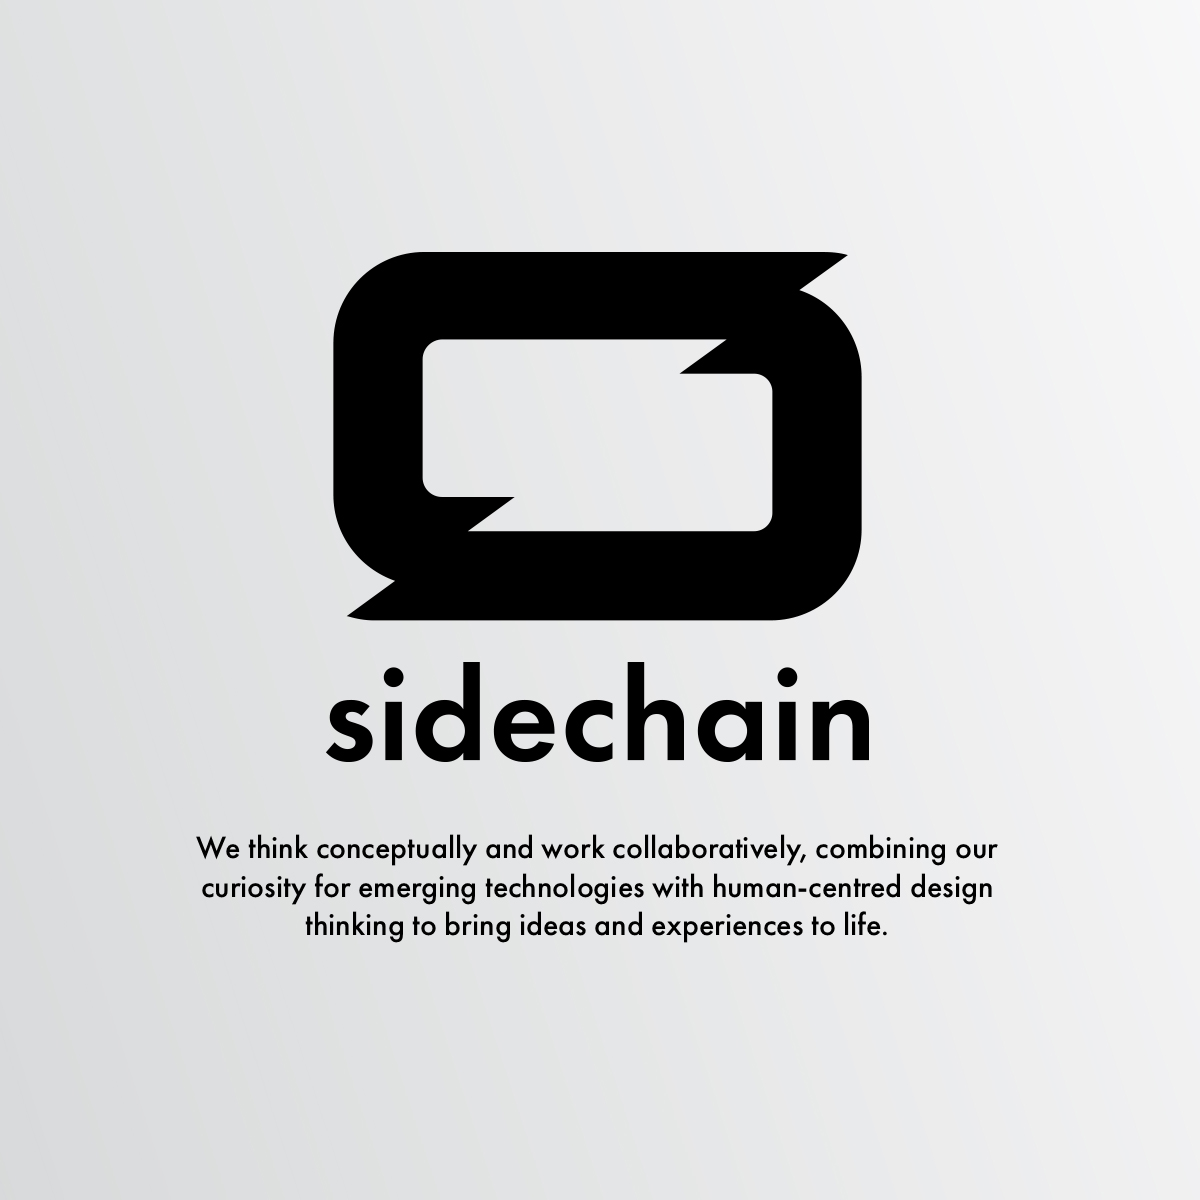 sidechain
We think conceptually and work collaboratively, combining our
curiosity for emerging technologies with human-centred design
thinking to bring ideas and experiences to life.